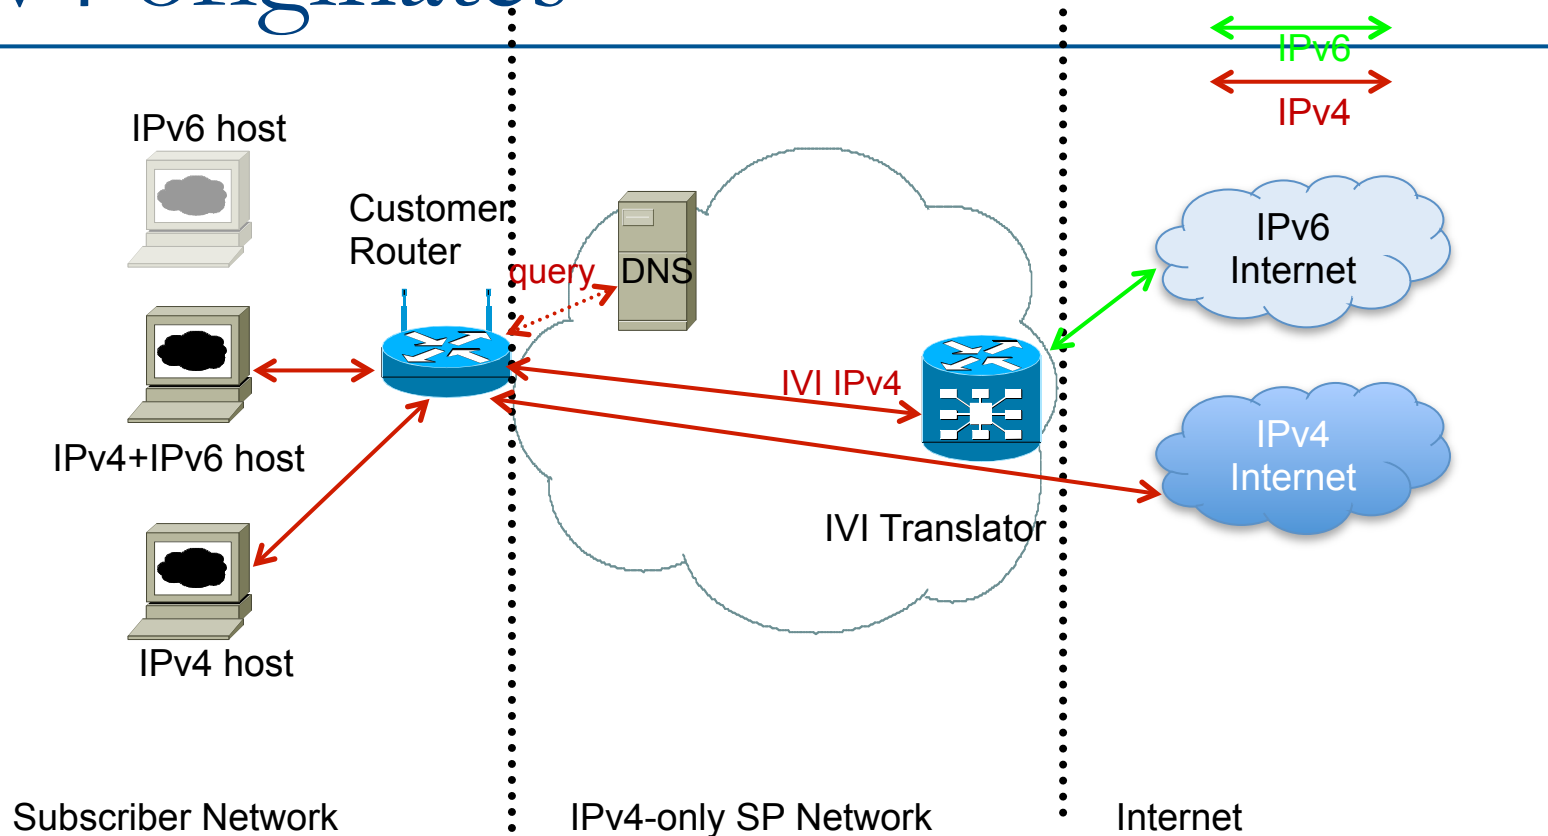 originates
IPv6
IPv4
IPv6 host
Customer
Router
query
DNS
IPv6
Internet
IVI IPv4
IPv4
Internet
IPv4+IPv6 host
IVI Translator
IPv4 host
Subscriber Network
IPv4-only SP Network
Internet